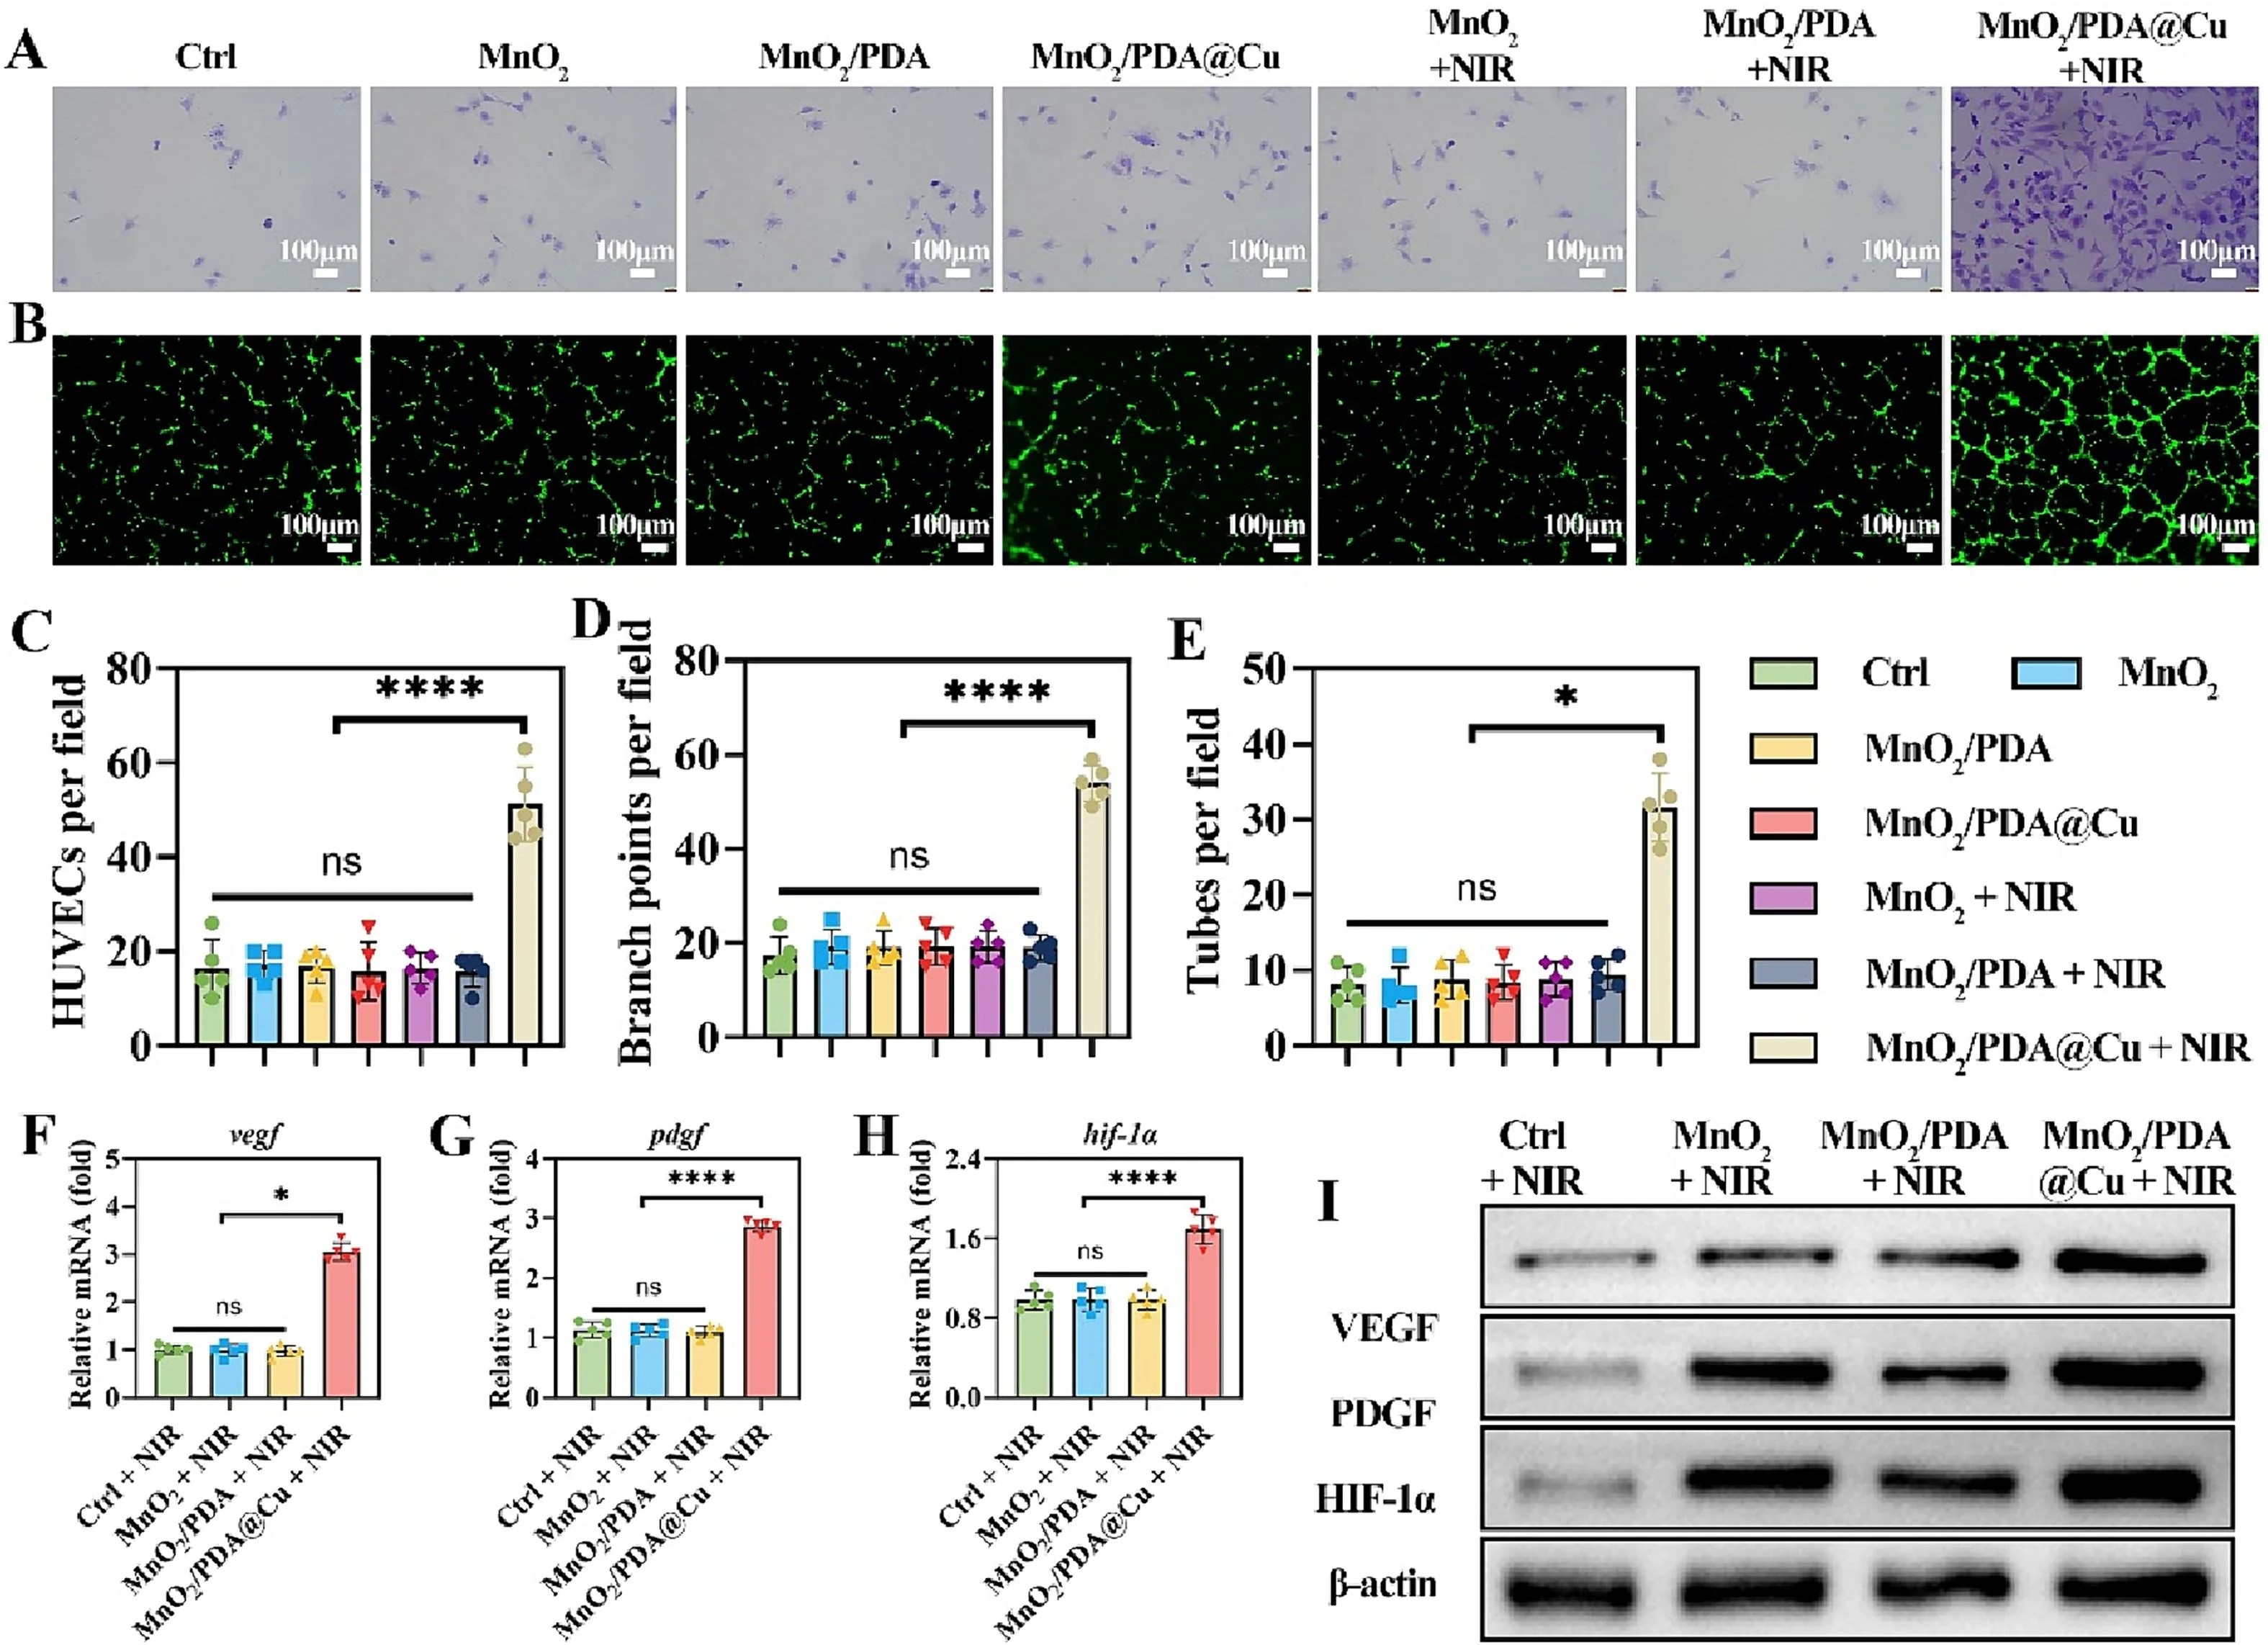 A
Ctrl
MnO2
MnO2/PDA
MnO2/PDA@Cu
MnO2
+NIR
MnO2/PDA
+NIR
MnO2/PDA@Cu
+NIR
100μm
100μm
100μm
100μm
100μm
100μm
100μm
B
100μm
100μm
100μm
100μm
100μm
100μm
100μm
C
HUVECs per field
80
60
40
20
0
****
ns
D
Branch points per field
80
60
40
20
0
****
ns
E
Tubes per field
50
40
30
20
10
0
*
ns
Ctrl
MnO2
MnO2/PDA
MnO2/PDA@Cu
MnO2 + NIR
MnO2/PDA + NIR
MnO2/PDA@Cu + NIR
F
vegf
Relative mRNA (fold)
5
4
3
2
1
0
*
ns
Ctrl + NIR
MnO2 + NIR
MnO2/PDA + NIR
MnO2/PDA@Cu + NIR
G
pdgf
Relative mRNA (fold)
4
3
2
1
0
****
ns
Ctrl + NIR
MnO2 + NIR
MnO2/PDA + NIR
MnO2/PDA@Cu + NIR
H
hif-1α
Relative mRNA (fold)
2.4
1.6
0.8
0.0
****
ns
Ctrl + NIR
MnO2 + NIR
MnO2/PDA + NIR
MnO2/PDA@Cu + NIR
I
Ctrl
+ NIR
MnO2
+ NIR
MnO2/PDA
+ NIR
MnO2/PDA
@Cu + NIR
VEGF
PDGF
HIF-1α
β-actin